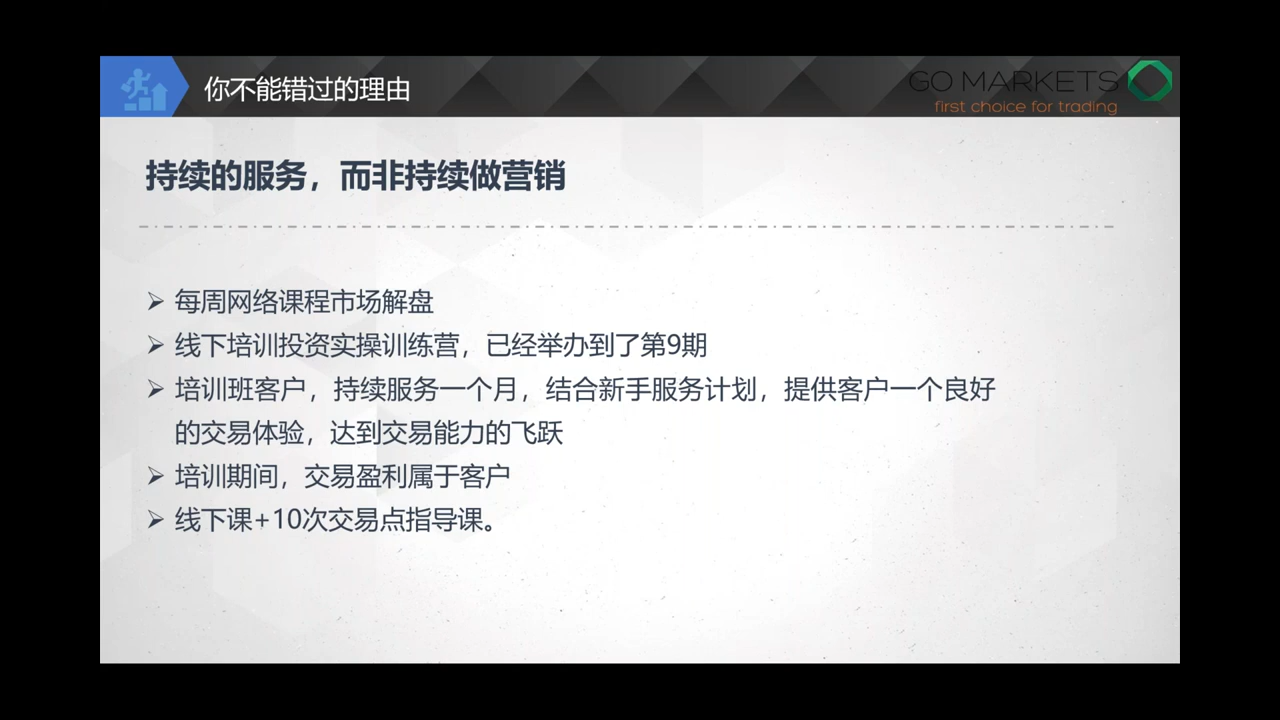 你不能错过的理由
GO MARKETS
first choice for trading
持续的服务，而非持续做营销
每周网络课程市场解盘
线下培训投资实操训练营，已经举办到了第9期
培训班客户，持续服务一个月，结合新手服务计划，提供客户一个良好
的交易体验，达到交易能力的飞跃
培训期间，交易盈利属于客户
线下课+10次交易点指导课。